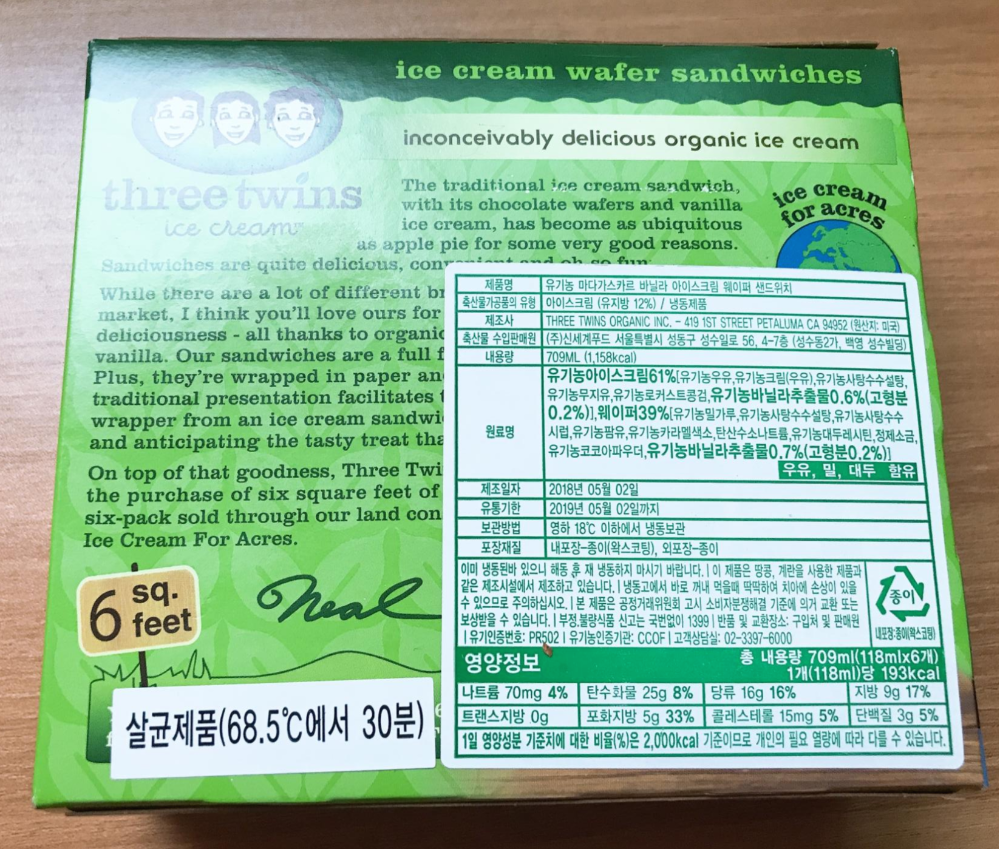 ice cream wafer sandwiches
inconceivably delicious organic ice cream
three twins
ice cream
ice cream
for acres
The traditional ice cream sandwich,
with its chocolate wafers and vanilla
ice cream, has become as ubiquitous
as apple pie for some very good reasons.
Sandwiches are quite delicious, and oh so fun
While there are a lot of different
market, I think you'll love ours for
deliciousness - all thanks to organic
vanilla. Our sandwiches are a full
Plus, they're wrapped in paper
traditional presentation facilitates
wrapper from an ice cream
and anticipating the tasty treat
On top of that goodness, Three
the purchase of six square feet of
six-pack sold through our land
Ice Cream For Acres.
6 sq.
feet
Neal
살균제품(68.5℃에서 30분)
제품명 유기농 마다가스카르 바닐라 아이스크림 웨이퍼 샌드위치
축산물가공품의 유형 아이스크림 (유지방 12%) / 냉동제품
제조사 THREE TWINS ORGANIC INC. - 419 1ST STREET PETALUMA CA 94952 (원산지: 미국)
축산물 수입판매원 (주)신세계푸드 서울특별시 성동구 성수일로 56, 4-7층 (성수동2가, 백영 성수빌딩)
내용량 709ML (1,158kcal)
원료명 유기농아이스크림61%[유기농우유,유기농크림(우유),유기농사탕수수설탕,
유기농무지유,유기농로커스트콩검,유기농바닐라추출물0.6%(고형분
0.2%)],웨이퍼39%[유기농밀가루,유기농사탕수수설탕,유기농사탕수수
시럽,유기농팜유,유기농카라멜색소,탄산수소나트륨,유기농대두레시틴,정제소금,
유기농코코아파우더,유기농바닐라추출물0.7%(고형분0.2%)]
우유, 밀, 대두 함유
제조일자 2018년 05월 02일
유통기한 2019년 05월 02일까지
보관방법 영하 18℃ 이하에서 냉동보관
포장재질 내포장-종이(왁스코팅), 외포장-종이
이미 냉동된바 있으니 해동 후 재 냉동하지 마시기 바랍니다. | 이 제품은 땅콩, 계란을 사용한 제품과
같은 제조시설에서 제조하고 있습니다. | 냉동고에서 바로 꺼내 먹을때 딱딱하여 치아에 손상이 있을
수 있으므로 주의하십시오. | 본 제품은 공정거래위원회 고시 소비자분쟁해결 기준에 의거 교환 또는
보상받을 수 있습니다. | 부정.불량식품 신고는 국번없이 1399 | 반품 및 교환장소: 구입처 및 판매원
| 유기인증번호: PR502 | 유기농인증기관: CCOF | 고객상담실: 02-3397-6000
종이
내포장:종이(왁스코팅)
영양정보 총 내용량 709ml(118mlx6개)
1개(118ml)당 193kcal
나트륨 70mg 4% 탄수화물 25g 8% 당류 16g 16% 지방 9g 17%
트랜스지방 0g 포화지방 5g 33% 콜레스테롤 15mg 5% 단백질 3g 5%
1일 영양성분 기준치에 대한 비율(%)은 2,000kcal 기준이므로 개인의 필요 열량에 따라 다를 수 있습니다.